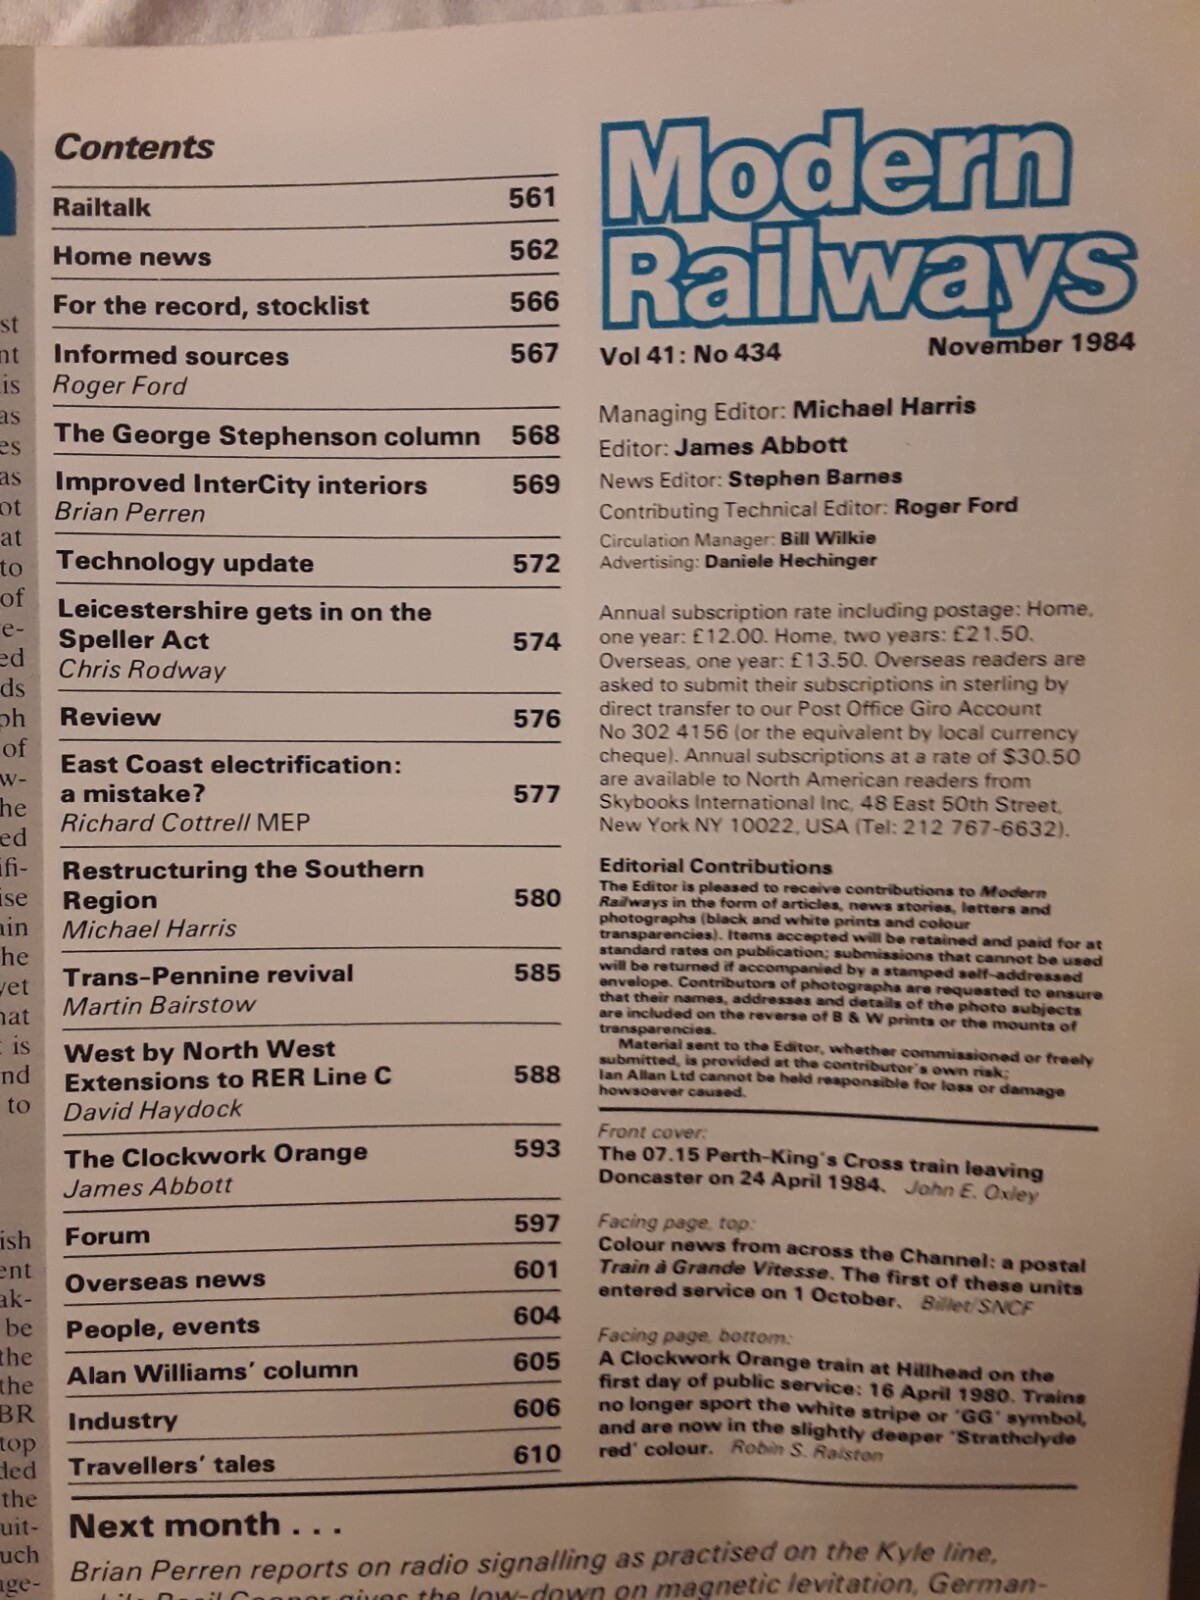 Contents
Railtalk 561
Home news 562
For the record, stocklist 566
Informed sources 567
Roger Ford
The George Stephenson column 568
Improved InterCity interiors 569
Brian Perren
Technology update 572
Leicestershire gets in on the
Speller Act 574
Chris Rodway
Review 576
East Coast electrification:
a mistake? 577
Richard Cottrell MEP
Restructuring the Southern
Region 580
Michael Harris
Trans-Pennine revival 585
Martin Bairstow
West by North West
Extensions to RER Line C 588
David Haydock
The Clockwork Orange 593
James Abbott
Forum 597
Overseas news 601
People, events 604
Alan Williams' column 605
Industry 606
Travellers' tales 610
Modern
Railways
Vol 41: No 434 November 1984
Managing Editor: Michael Harris
Editor: James Abbott
News Editor: Stephen Barnes
Contributing Technical Editor: Roger Ford
Circulation Manager: Bill Wilkie
Advertising: Daniele Hechinger
Annual subscription rate including postage: Home,
one year: £12.00. Home, two years: £21.50.
Overseas, one year: £13.50. Overseas readers are
asked to submit their subscriptions in sterling by
direct transfer to our Post Office Giro Account
No 302 4156 (or the equivalent by local currency
cheque). Annual subscriptions at a rate of $30.50
are available to North American readers from
Skybooks International Inc, 48 East 50th Street,
New York NY 10022, USA (Tel: 212 767-6632).
Editorial Contributions
The Editor is pleased to receive contributions to Modern
Railways in the form of articles, news stories, letters and
photographs (black and white prints and colour
transparencies). Items accepted will be retained and paid for at
standard rates on publication; submissions that cannot be used
will be returned if accompanied by a stamped self-addressed
envelope. Contributors of photographs are requested to ensure
that their names, addresses and details of the photo subjects
are included on the reverse of B & W prints or the mounts of
transparencies.
Material sent to the Editor, whether commissioned or freely
submitted, is provided at the contributor's own risk;
Ian Allan Ltd cannot be held responsible for loss or damage
howsoever caused.
Front cover:
The 07.15 Perth-King's Cross train leaving
Doncaster on 24 April 1984. John E. Oxley
Facing page, top:
Colour news from across the Channel: a postal
Train à Grande Vitesse. The first of these units
entered service on 1 October. Billet/SNCF
Facing page, bottom:
A Clockwork Orange train at Hillhead on the
first day of public service: 16 April 1980. Trains
no longer sport the white stripe or 'GG' symbol,
and are now in the slightly deeper 'Strathclyde
red' colour. Robin S. Ralston
Next month . . .
Brian Perren reports on radio signalling as practised on the Kyle line,
gives the low-down on magnetic levitation, German-